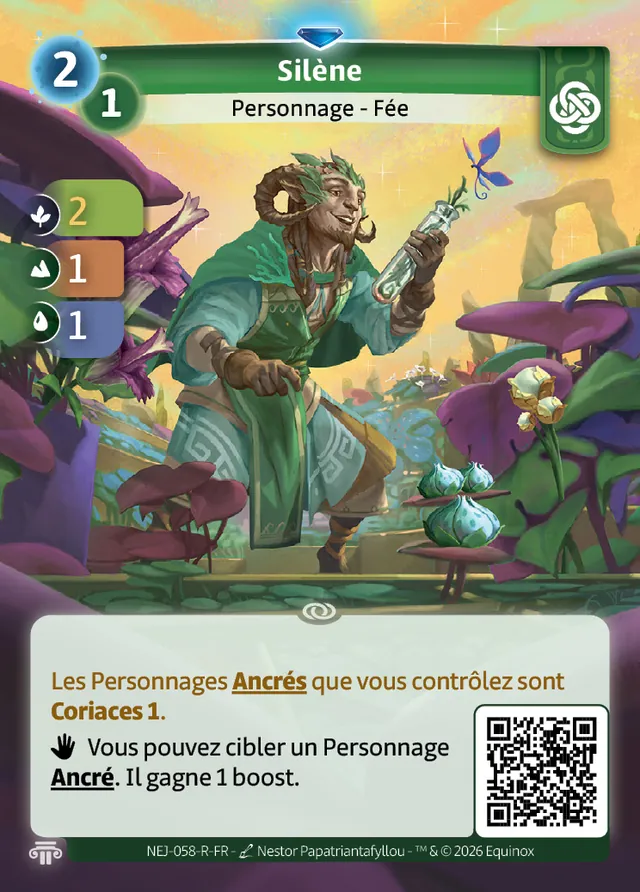 2
Silène
1
Personnage - Fée
2
1
1
Les Personnages Ancrés que vous contrôlez sont
Coriaces 1.
Vous pouvez cibler un Personnage
Ancré. Il gagne 1 boost.
NEJ-058-R-FR - Nestor Papatriantafyllou - ™ & © 2026 Equinox